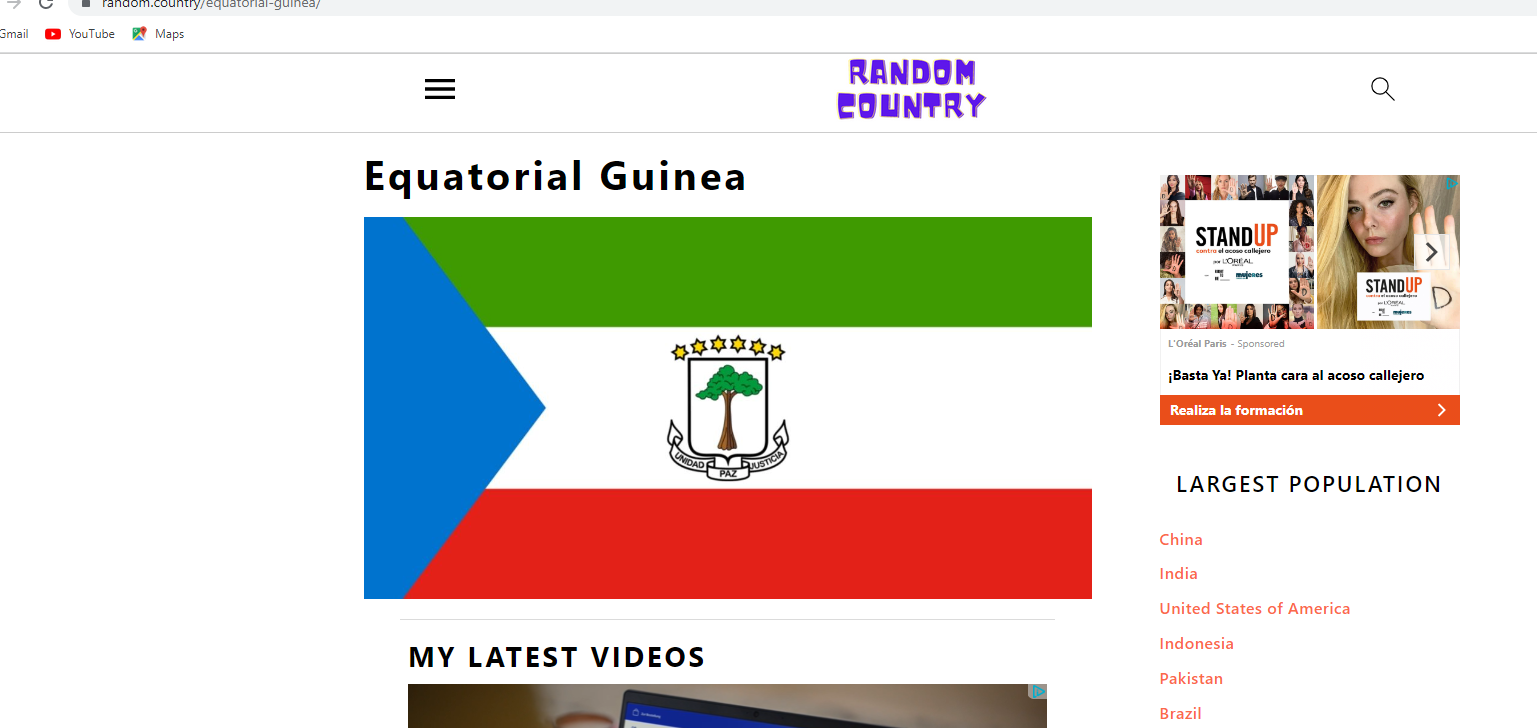 random.country/equatorial-guinea/
Gmail YouTube Maps
RANDOM
COUNTRY
Equatorial Guinea
UNIDAD PAZ JUSTICIA
MY LATEST VIDEOS
STANDUP
contra el acoso callejero
por L'ORÉAL
mujeres
STANDUP
contra el acoso callejero
L'ORÉAL
mujeres
L'Oréal Paris - Sponsored
¡Basta Ya! Planta cara al acoso callejero
Realiza la formación
LARGEST POPULATION
China
India
United States of America
Indonesia
Pakistan
Brazil